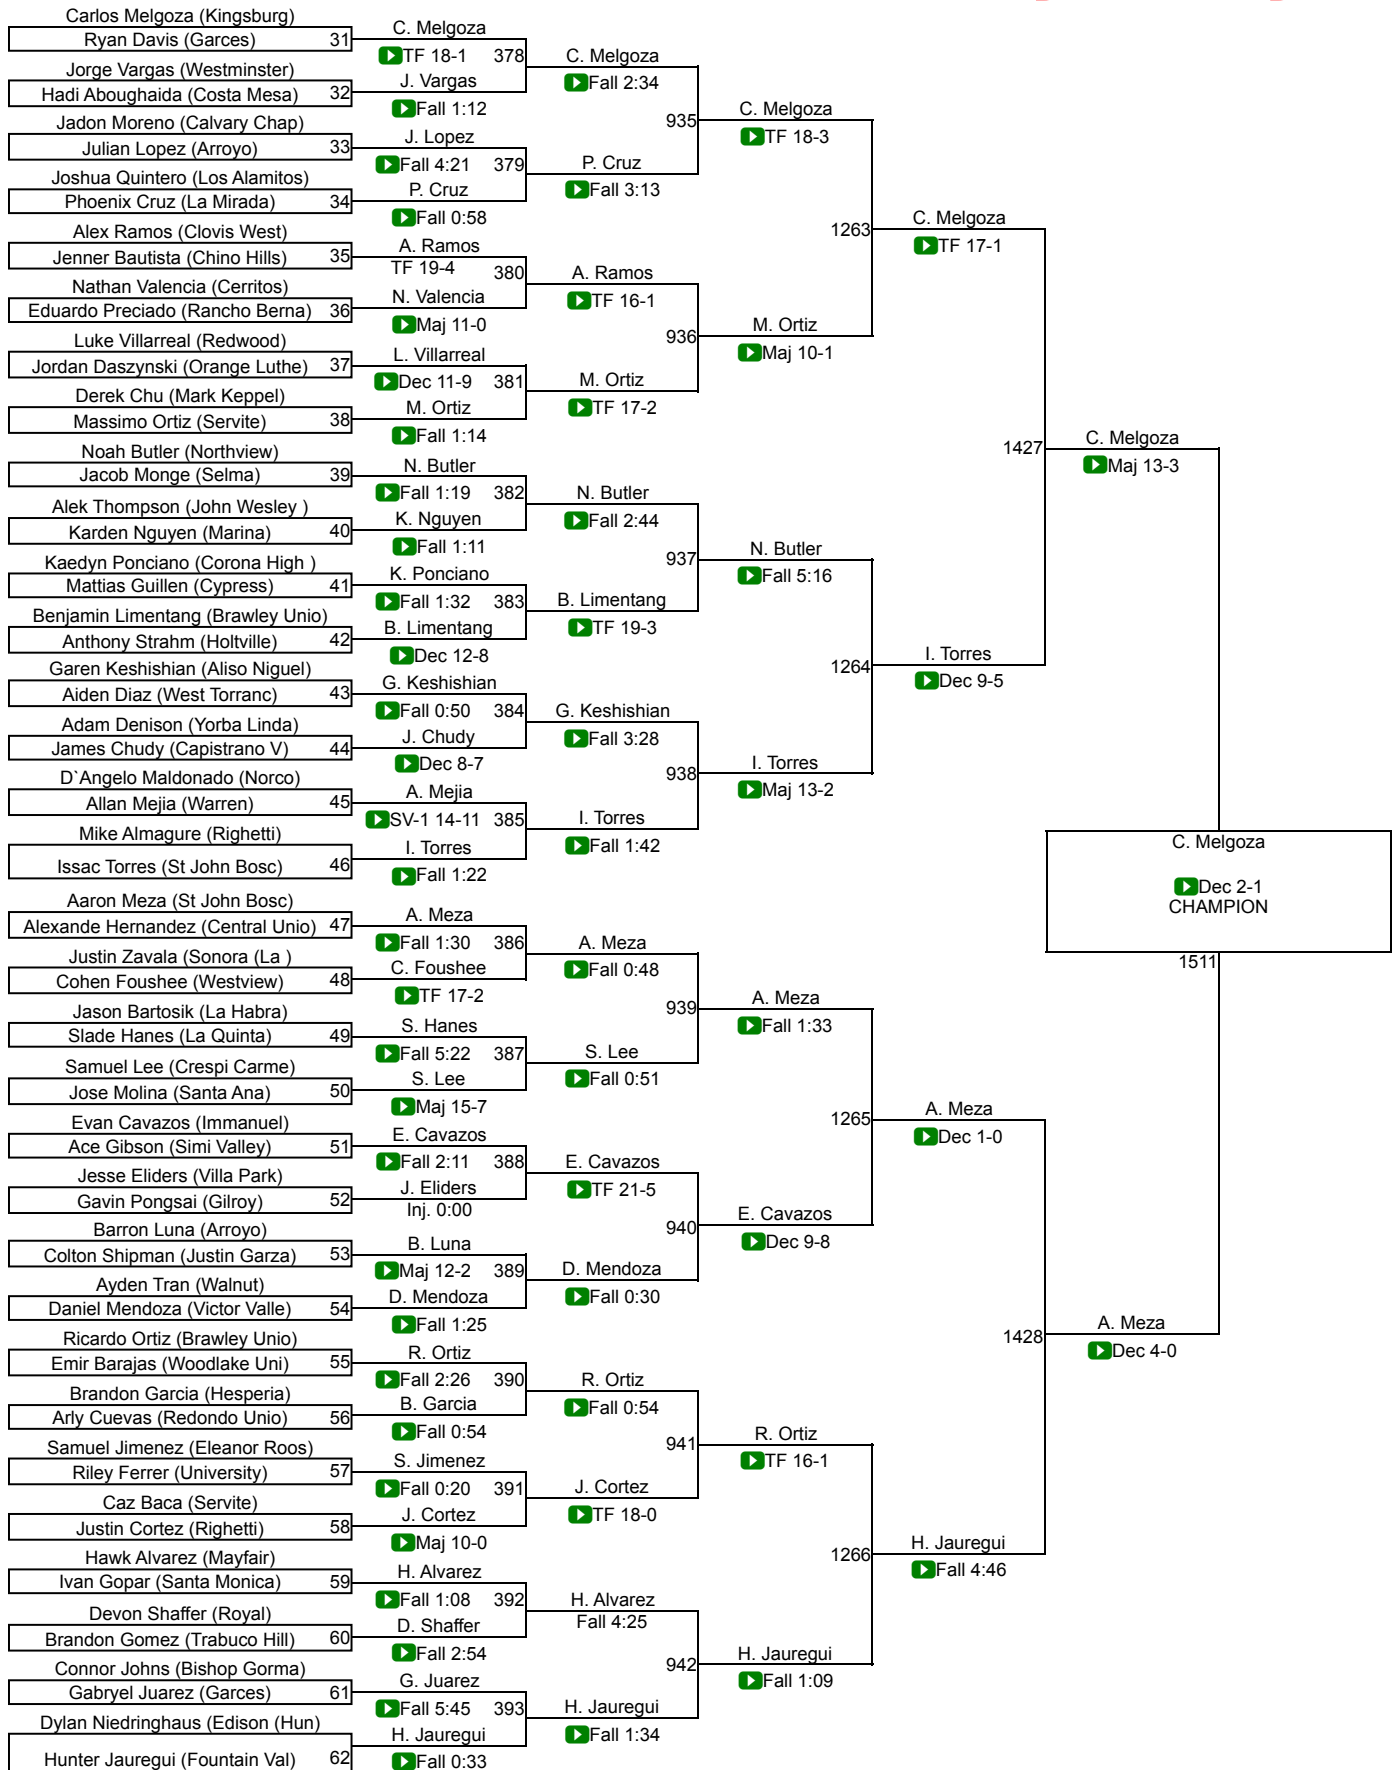 Carlos Melgoza (Kingsburg)
Ryan Davis (Garces) 31
Jorge Vargas (Westminster)
Hadi Aboughaida (Costa Mesa) 32
Jadon Moreno (Calvary Chap)
Julian Lopez (Arroyo) 33
Joshua Quintero (Los Alamitos)
Phoenix Cruz (La Mirada) 34
Alex Ramos (Clovis West)
Jenner Bautista (Chino Hills) 35
Nathan Valencia (Cerritos)
Eduardo Preciado (Rancho Berna) 36
Luke Villarreal (Redwood)
Jordan Daszynski (Orange Luthe) 37
Derek Chu (Mark Keppel)
Massimo Ortiz (Servite) 38
Noah Butler (Northview)
Jacob Monge (Selma) 39
Alek Thompson (John Wesley )
Karden Nguyen (Marina) 40
Kaedyn Ponciano (Corona High )
Mattias Guillen (Cypress) 41
Benjamin Limentang (Brawley Unio)
Anthony Strahm (Holtville) 42
Garen Keshishian (Aliso Niguel)
Aiden Diaz (West Torranc) 43
Adam Denison (Yorba Linda)
James Chudy (Capistrano V) 44
D`Angelo Maldonado (Norco)
Allan Mejia (Warren) 45
Mike Almagure (Righetti)
Issac Torres (St John Bosc) 46
Aaron Meza (St John Bosc)
Alexande Hernandez (Central Unio) 47
Justin Zavala (Sonora (La )
Cohen Foushee (Westview) 48
Jason Bartosik (La Habra)
Slade Hanes (La Quinta) 49
Samuel Lee (Crespi Carme)
Jose Molina (Santa Ana) 50
Evan Cavazos (Immanuel)
Ace Gibson (Simi Valley) 51
Jesse Eliders (Villa Park)
Gavin Pongsai (Gilroy) 52
Barron Luna (Arroyo)
Colton Shipman (Justin Garza) 53
Ayden Tran (Walnut)
Daniel Mendoza (Victor Valle) 54
Ricardo Ortiz (Brawley Unio)
Emir Barajas (Woodlake Uni) 55
Brandon Garcia (Hesperia)
Arly Cuevas (Redondo Unio) 56
Samuel Jimenez (Eleanor Roos)
Riley Ferrer (University) 57
Caz Baca (Servite)
Justin Cortez (Righetti) 58
Hawk Alvarez (Mayfair)
Ivan Gopar (Santa Monica) 59
Devon Shaffer (Royal)
Brandon Gomez (Trabuco Hill) 60
Connor Johns (Bishop Gorma)
Gabryel Juarez (Garces) 61
Dylan Niedringhaus (Edison (Hun)
Hunter Jauregui (Fountain Val) 62
C. Melgoza
TF 18-1 378
J. Vargas
Fall 1:12
J. Lopez
Fall 4:21 379
P. Cruz
Fall 0:58
A. Ramos
TF 19-4 380
N. Valencia
Maj 11-0
L. Villarreal
Dec 11-9 381
M. Ortiz
Fall 1:14
N. Butler
Fall 1:19 382
K. Nguyen
Fall 1:11
K. Ponciano
Fall 1:32 383
B. Limentang
Dec 12-8
G. Keshishian
Fall 0:50 384
J. Chudy
Dec 8-7
A. Mejia
SV-1 14-11 385
I. Torres
Fall 1:22
A. Meza
Fall 1:30 386
C. Foushee
TF 17-2
S. Hanes
Fall 5:22 387
S. Lee
Maj 15-7
E. Cavazos
Fall 2:11 388
J. Eliders
Inj. 0:00
B. Luna
Maj 12-2 389
D. Mendoza
Fall 1:25
R. Ortiz
Fall 2:26 390
B. Garcia
Fall 0:54
S. Jimenez
Fall 0:20 391
J. Cortez
Maj 10-0
H. Alvarez
Fall 1:08 392
D. Shaffer
Fall 2:54
G. Juarez
Fall 5:45 393
H. Jauregui
Fall 0:33
C. Melgoza
Fall 2:34
935
P. Cruz
Fall 3:13
A. Ramos
TF 16-1
936
M. Ortiz
TF 17-2
N. Butler
Fall 2:44
937
B. Limentang
TF 19-3
G. Keshishian
Fall 3:28
938
I. Torres
Fall 1:42
A. Meza
Fall 0:48
939
S. Lee
Fall 0:51
E. Cavazos
TF 21-5
940
D. Mendoza
Fall 0:30
R. Ortiz
Fall 0:54
941
J. Cortez
TF 18-0
H. Alvarez
Fall 4:25
942
H. Jauregui
Fall 1:34
C. Melgoza
TF 18-3
1263
M. Ortiz
Maj 10-1
N. Butler
Fall 5:16
1264
I. Torres
Maj 13-2
A. Meza
Fall 1:33
1265
E. Cavazos
Dec 9-8
R. Ortiz
TF 16-1
1266
H. Jauregui
Fall 1:09
C. Melgoza
TF 17-1
1427
I. Torres
Dec 9-5
A. Meza
Dec 1-0
1428
H. Jauregui
Fall 4:46
C. Melgoza
Maj 13-3
A. Meza
Dec 4-0
C. Melgoza
Dec 2-1
CHAMPION
1511